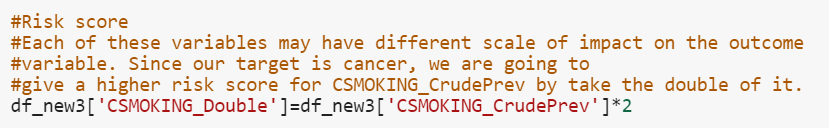 #Risk score
#Each of these variables may have different scale of impact on the outcome
#variable. Since our target is cancer, we are going to
#give a higher risk score for CSMOKING_CrudePrev by take the double of it.
df_new3['CSMOKING_Double']=df_new3['CSMOKING_CrudePrev']*2